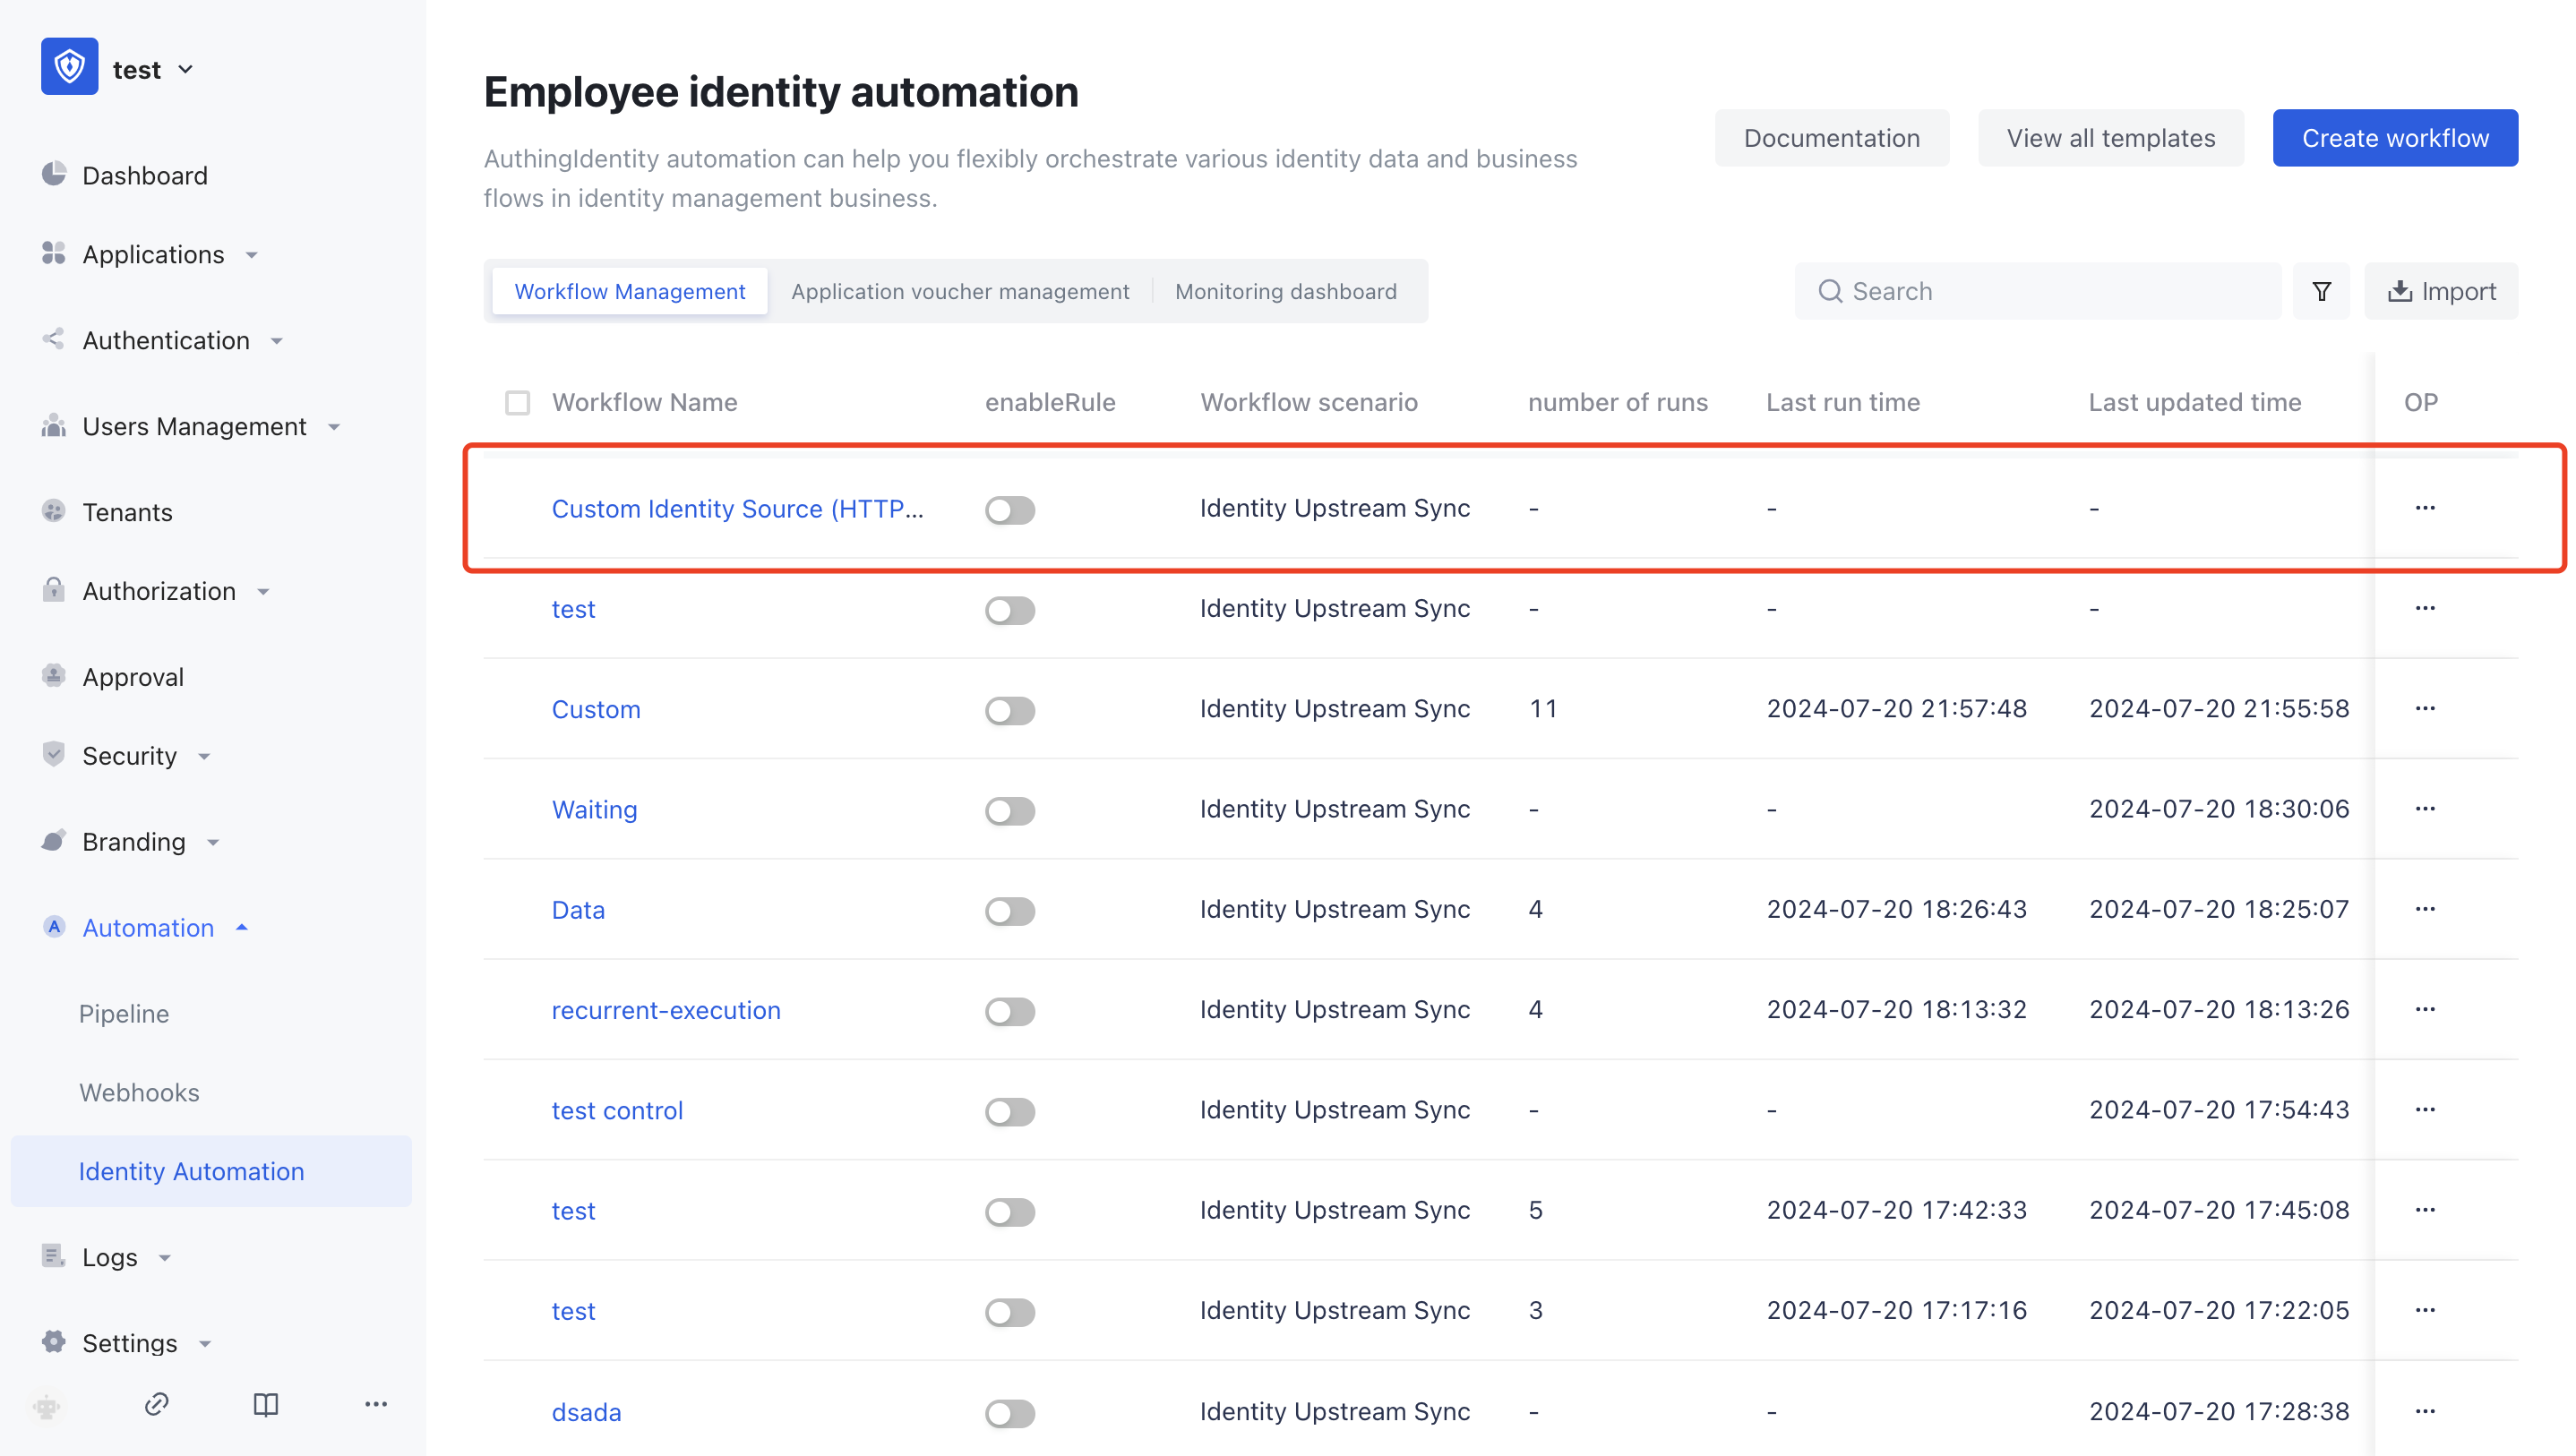 test
Dashboard
Applications
Authentication
Users Management
Tenants
Authorization
Approval
Security
Branding
A Automation
Pipeline
Webhooks
Identity Automation
Logs
Settings
Employee identity automation
AuthingIdentity automation can help you flexibly orchestrate various identity data and business
flows in identity management business.
Documentation View all templates Create workflow
Workflow Management Application voucher management Monitoring dashboard Search Import
Workflow Name enableRule Workflow scenario number of runs Last run time Last updated time OP
Custom Identity Source (HTTP... Identity Upstream Sync - - - ...
test Identity Upstream Sync - - - ...
Custom Identity Upstream Sync 11 2024-07-20 21:57:48 2024-07-20 21:55:58 ...
Waiting Identity Upstream Sync - - 2024-07-20 18:30:06 ...
Data Identity Upstream Sync 4 2024-07-20 18:26:43 2024-07-20 18:25:07 ...
recurrent-execution Identity Upstream Sync 4 2024-07-20 18:13:32 2024-07-20 18:13:26 ...
test control Identity Upstream Sync - - 2024-07-20 17:54:43 ...
test Identity Upstream Sync 5 2024-07-20 17:42:33 2024-07-20 17:45:08 ...
test Identity Upstream Sync 3 2024-07-20 17:17:16 2024-07-20 17:22:05 ...
dsada Identity Upstream Sync - - 2024-07-20 17:28:38 ...